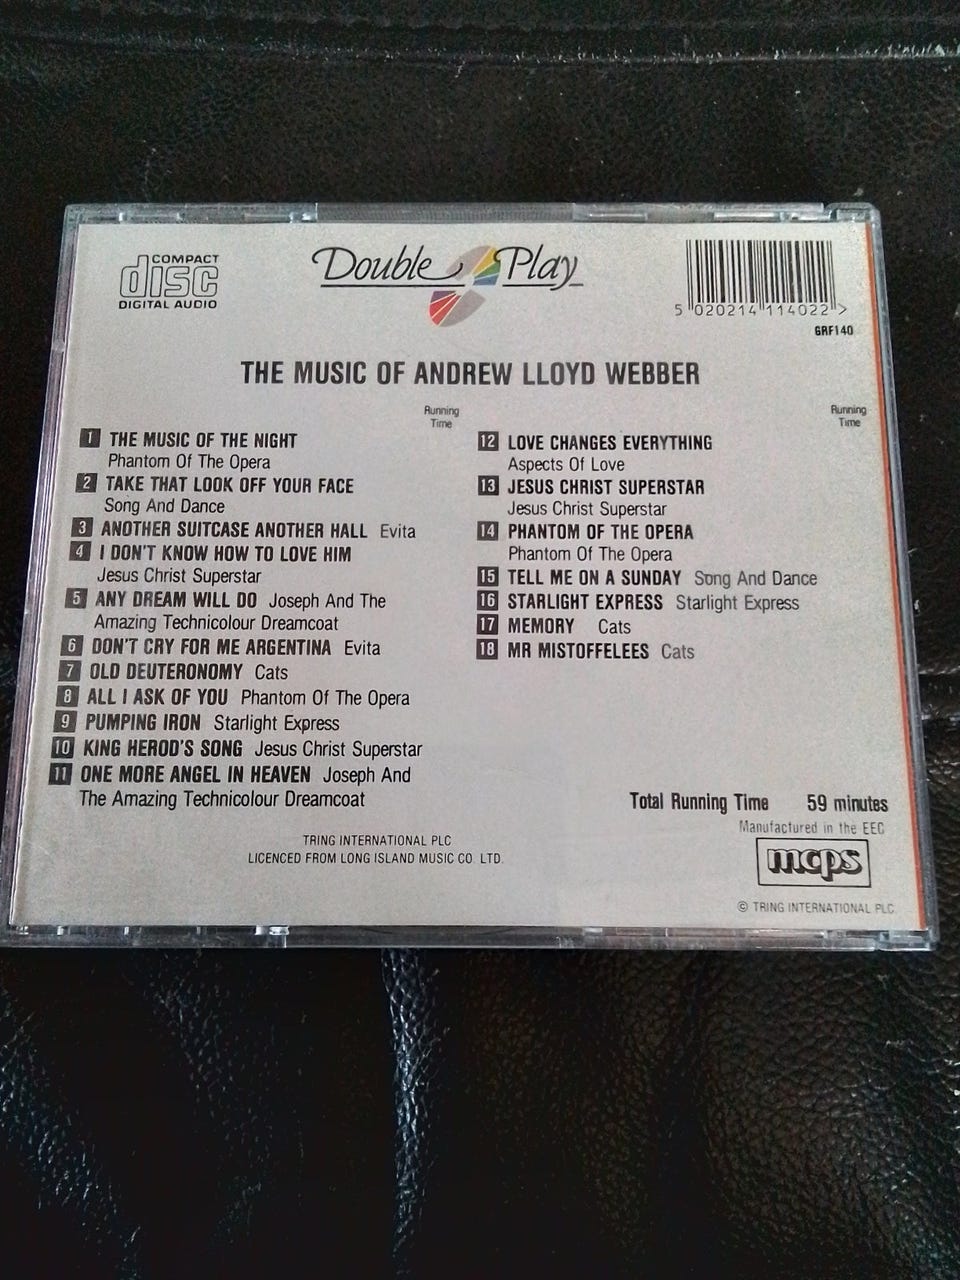 COMPACT
disc
DIGITAL AUDIO
Double Play
5 020214 114022 >
GRF140
THE MUSIC OF ANDREW LLOYD WEBBER
Running
Time
1 THE MUSIC OF THE NIGHT
Phantom Of The Opera
2 TAKE THAT LOOK OFF YOUR FACE
Song And Dance
3 ANOTHER SUITCASE ANOTHER HALL Evita
4 I DON'T KNOW HOW TO LOVE HIM
Jesus Christ Superstar
5 ANY DREAM WILL DO Joseph And The
Amazing Technicolour Dreamcoat
6 DON'T CRY FOR ME ARGENTINA Evita
7 OLD DEUTERONOMY Cats
8 ALL I ASK OF YOU Phantom Of The Opera
9 PUMPING IRON Starlight Express
10 KING HEROD'S SONG Jesus Christ Superstar
11 ONE MORE ANGEL IN HEAVEN Joseph And
The Amazing Technicolour Dreamcoat
Running
Time
12 LOVE CHANGES EVERYTHING
Aspects Of Love
13 JESUS CHRIST SUPERSTAR
Jesus Christ Superstar
14 PHANTOM OF THE OPERA
Phantom Of The Opera
15 TELL ME ON A SUNDAY Song And Dance
16 STARLIGHT EXPRESS Starlight Express
17 MEMORY Cats
18 MR MISTOFFELEES Cats
Total Running Time 59 minutes
Manufactured in the EEC
mcps
TRING INTERNATIONAL PLC
LICENCED FROM LONG ISLAND MUSIC CO. LTD.
© TRING INTERNATIONAL PLC